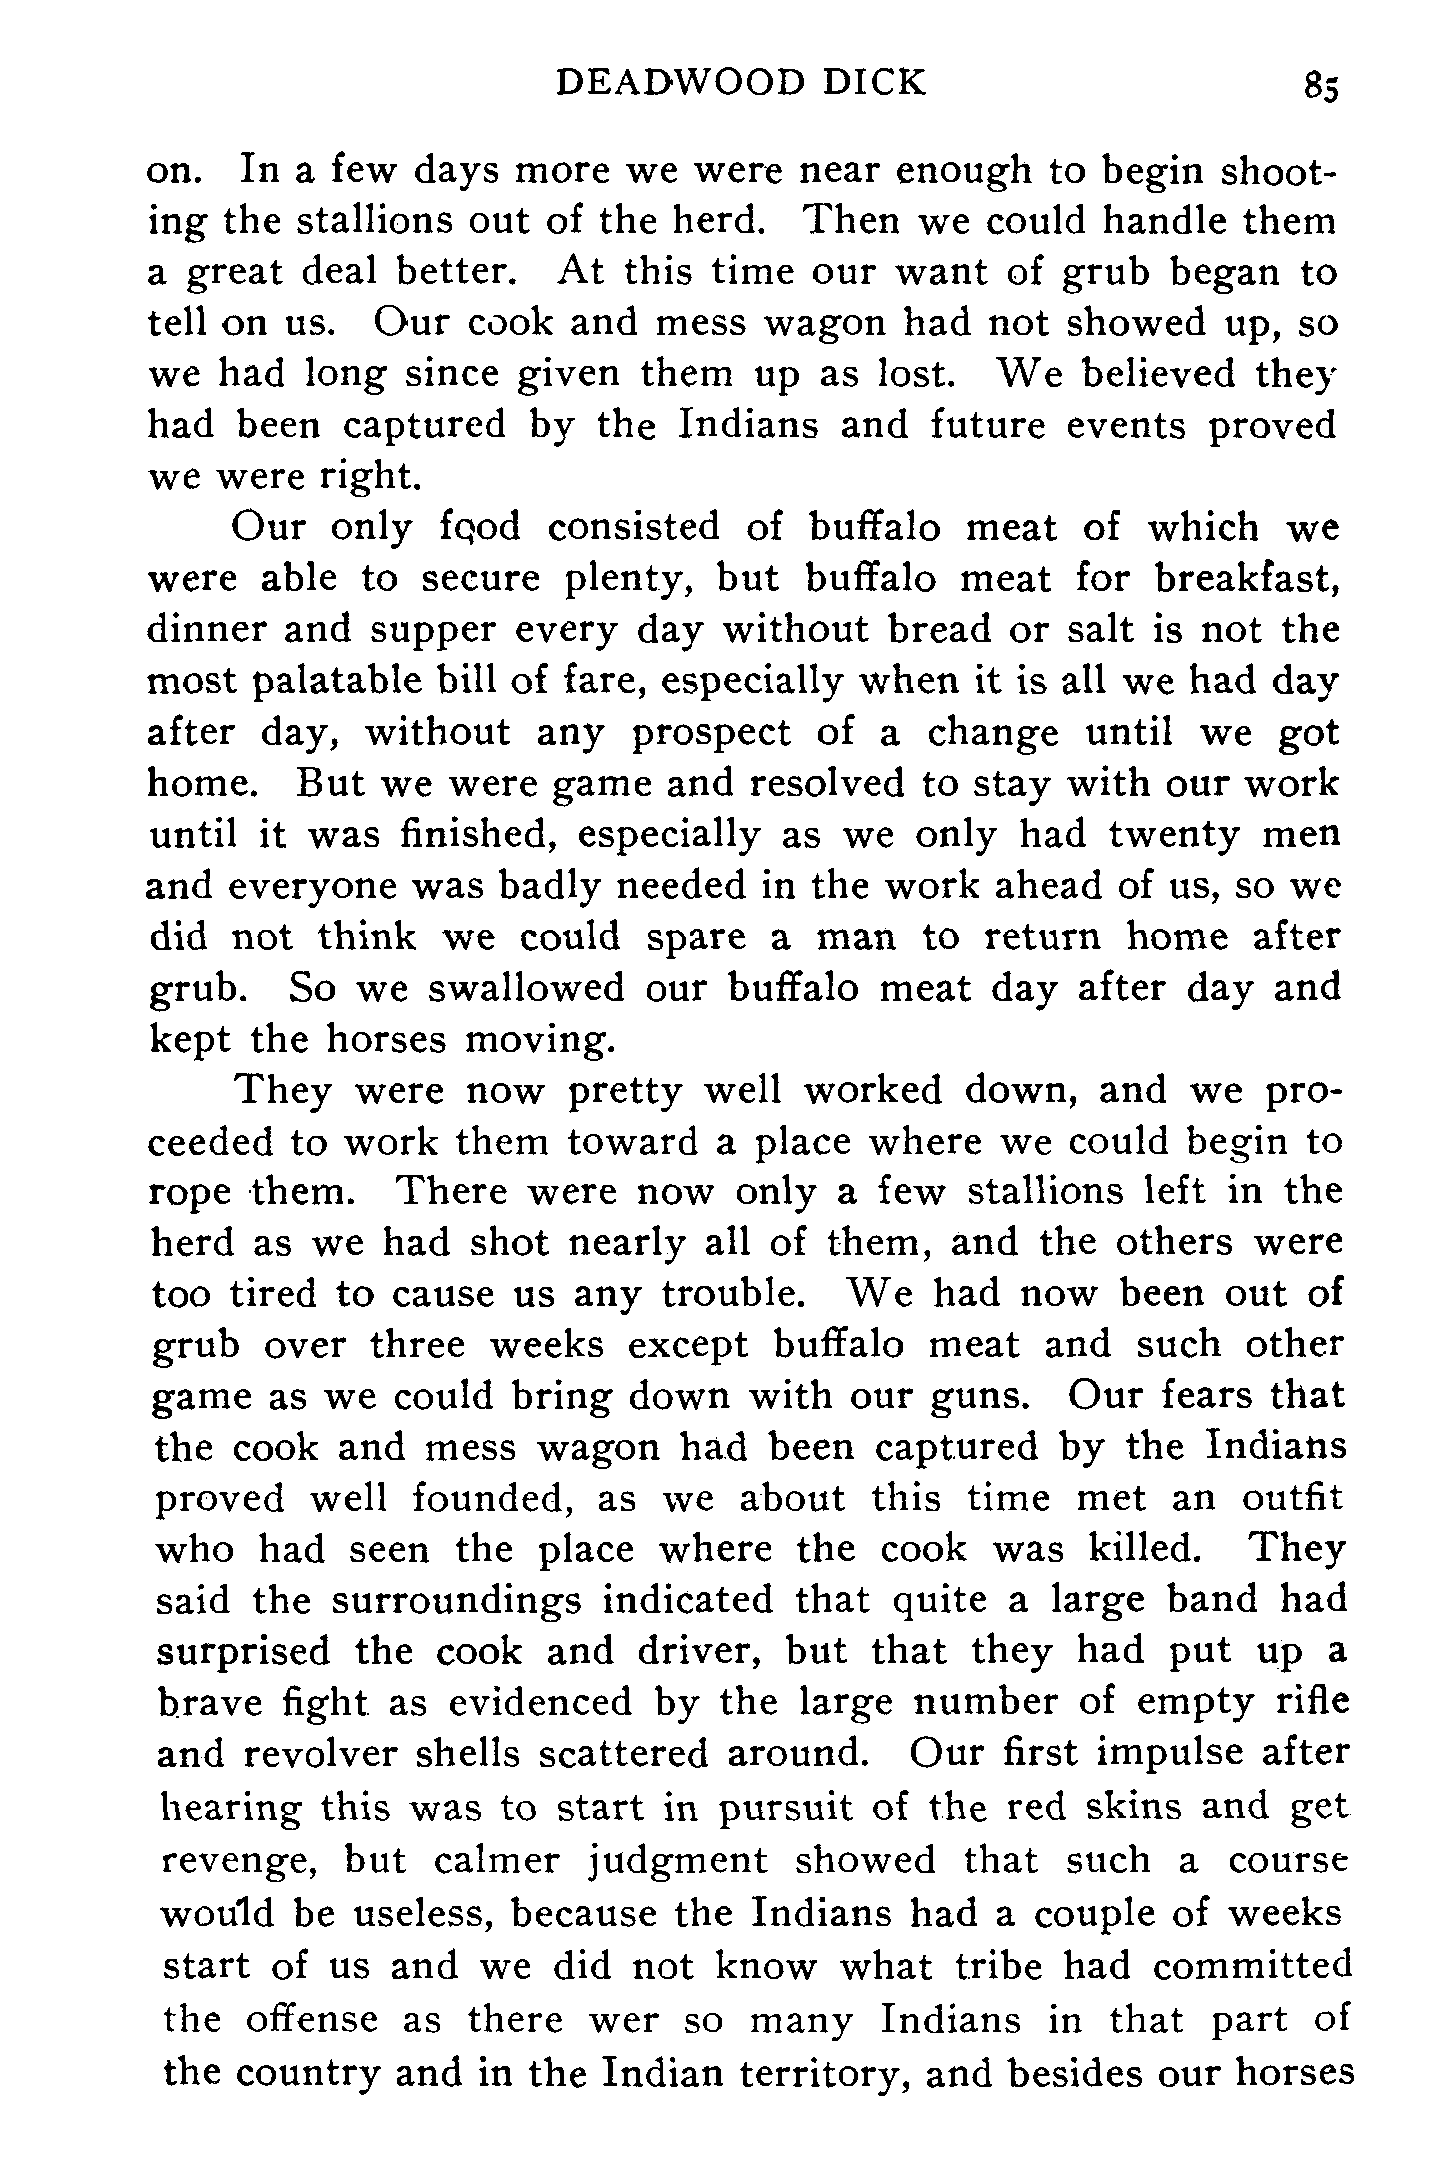 DEADWOOD DICK 85
on. In a few days more we were near enough to begin shoot-
ing the stallions out of the herd. Then we could handle them
a great deal better. At this time our want of grub began to
tell on us. Our cook and mess wagon had not showed up, so
we had long since given them up as lost. We believed they
had been captured by the Indians and future events proved
we were right.
Our only food consisted of buffalo meat of which we
were able to secure plenty, but buffalo meat for breakfast,
dinner and supper every day without bread or salt is not the
most palatable bill of fare, especially when it is all we had day
after day, without any prospect of a change until we got
home. But we were game and resolved to stay with our work
until it was finished, especially as we only had twenty men
and everyone was badly needed in the work ahead of us, so we
did not think we could spare a man to return home after
grub. So we swallowed our buffalo meat day after day and
kept the horses moving.
They were now pretty well worked down, and we pro-
ceeded to work them toward a place where we could begin to
rope them. There were now only a few stallions left in the
herd as we had shot nearly all of them, and the others were
too tired to cause us any trouble. We had now been out of
grub over three weeks except buffalo meat and such other
game as we could bring down with our guns. Our fears that
the cook and mess wagon had been captured by the Indians
proved well founded, as we about this time met an outfit
who had seen the place where the cook was killed. They
said the surroundings indicated that quite a large band had
surprised the cook and driver, but that they had put up a
brave fight as evidenced by the large number of empty rifle
and revolver shells scattered around. Our first impulse after
hearing this was to start in pursuit of the red skins and get
revenge, but calmer judgment showed that such a course
would be useless, because the Indians had a couple of weeks
start of us and we did not know what tribe had committed
the offense as there wer so many Indians in that part of
the country and in the Indian territory, and besides our horses